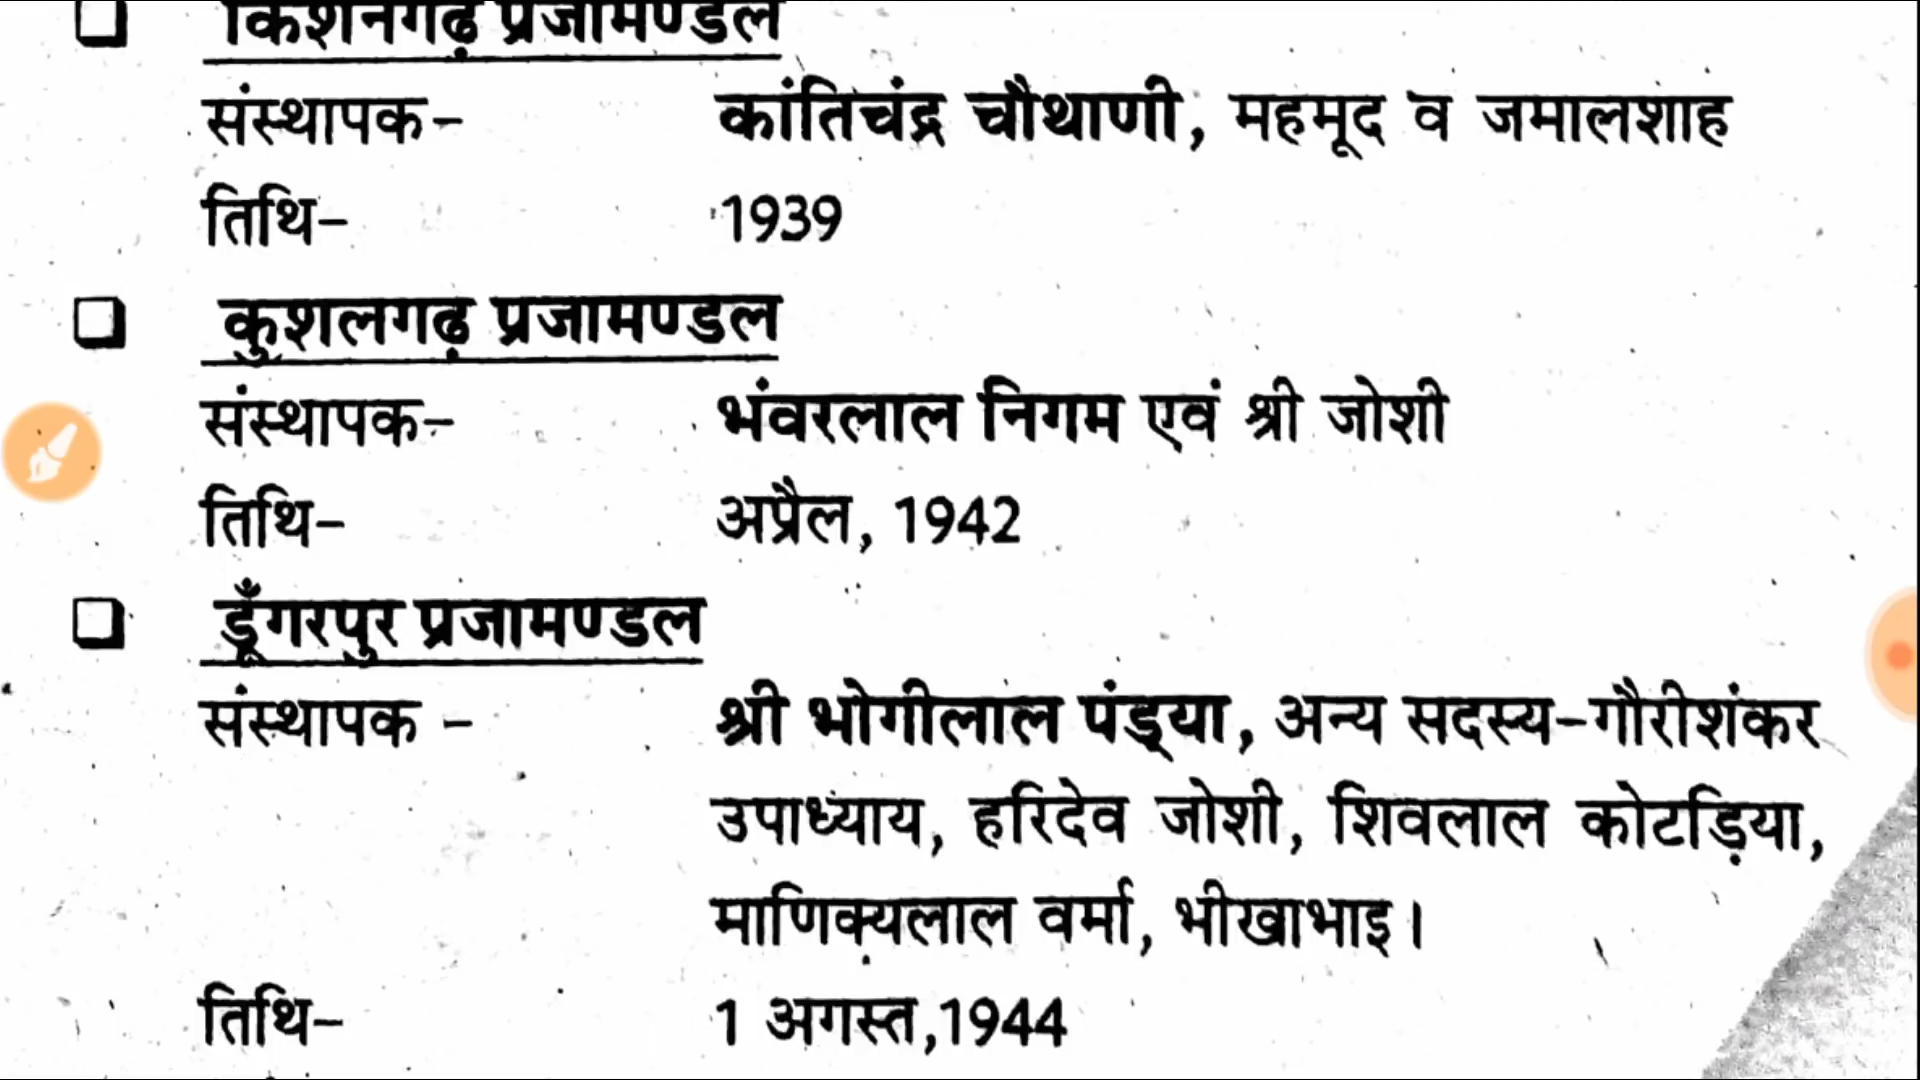 किशनगढ़ प्रजामण्डल
संस्थापक- कांतिचंद्र चौथाणी, महमूद व जमालशाह
तिथि- 1939
कुशलगढ़ प्रजामण्डल
संस्थापक- भंवरलाल निगम एवं श्री जोशी
तिथि- अप्रैल, 1942
डूँगरपुर प्रजामण्डल
संस्थापक - श्री भोगीलाल पंड्या, अन्य सदस्य-गौरीशंकर
उपाध्याय, हरिदेव जोशी, शिवलाल कोटड़िया,
माणिक्यलाल वर्मा, भीखाभाइ।
तिथि- 1 अगस्त,1944